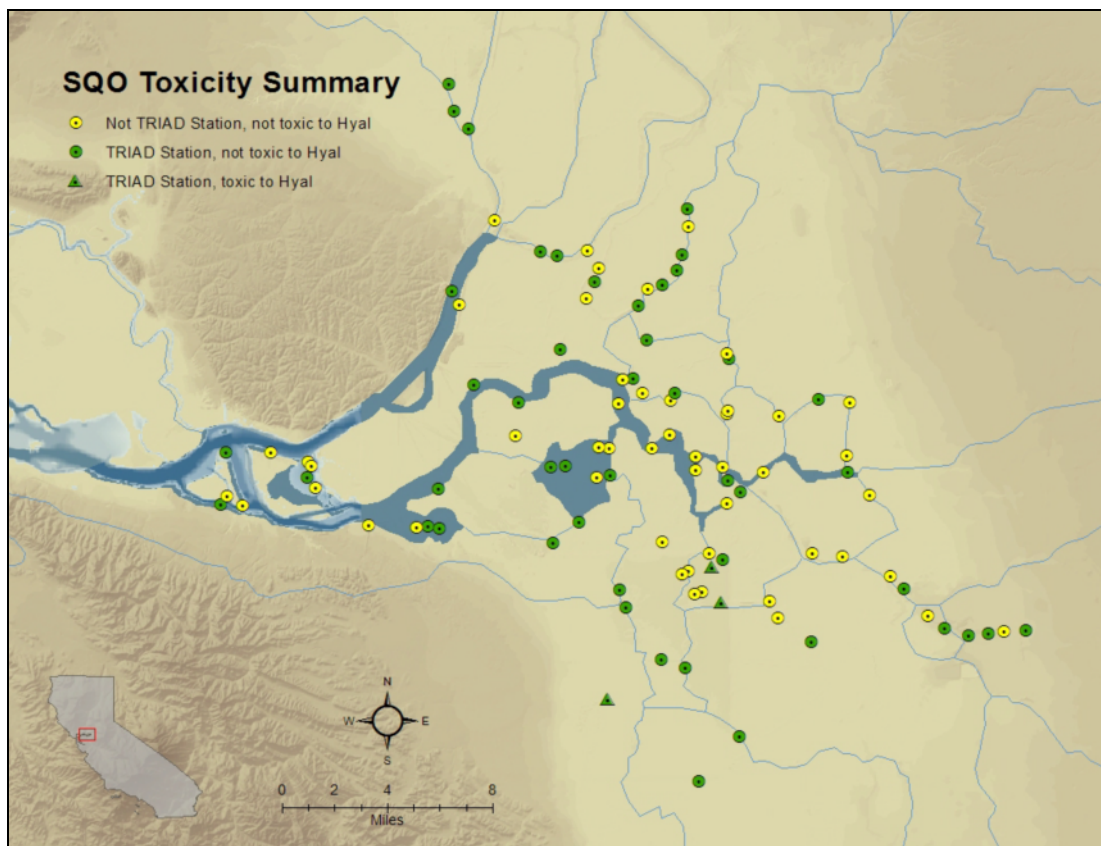 SQO Toxicity Summary
Not TRIAD Station, not toxic to Hyal
TRIAD Station, not toxic to Hyal
TRIAD Station, toxic to Hyal
N
W E
S
0 2 4 8
Miles